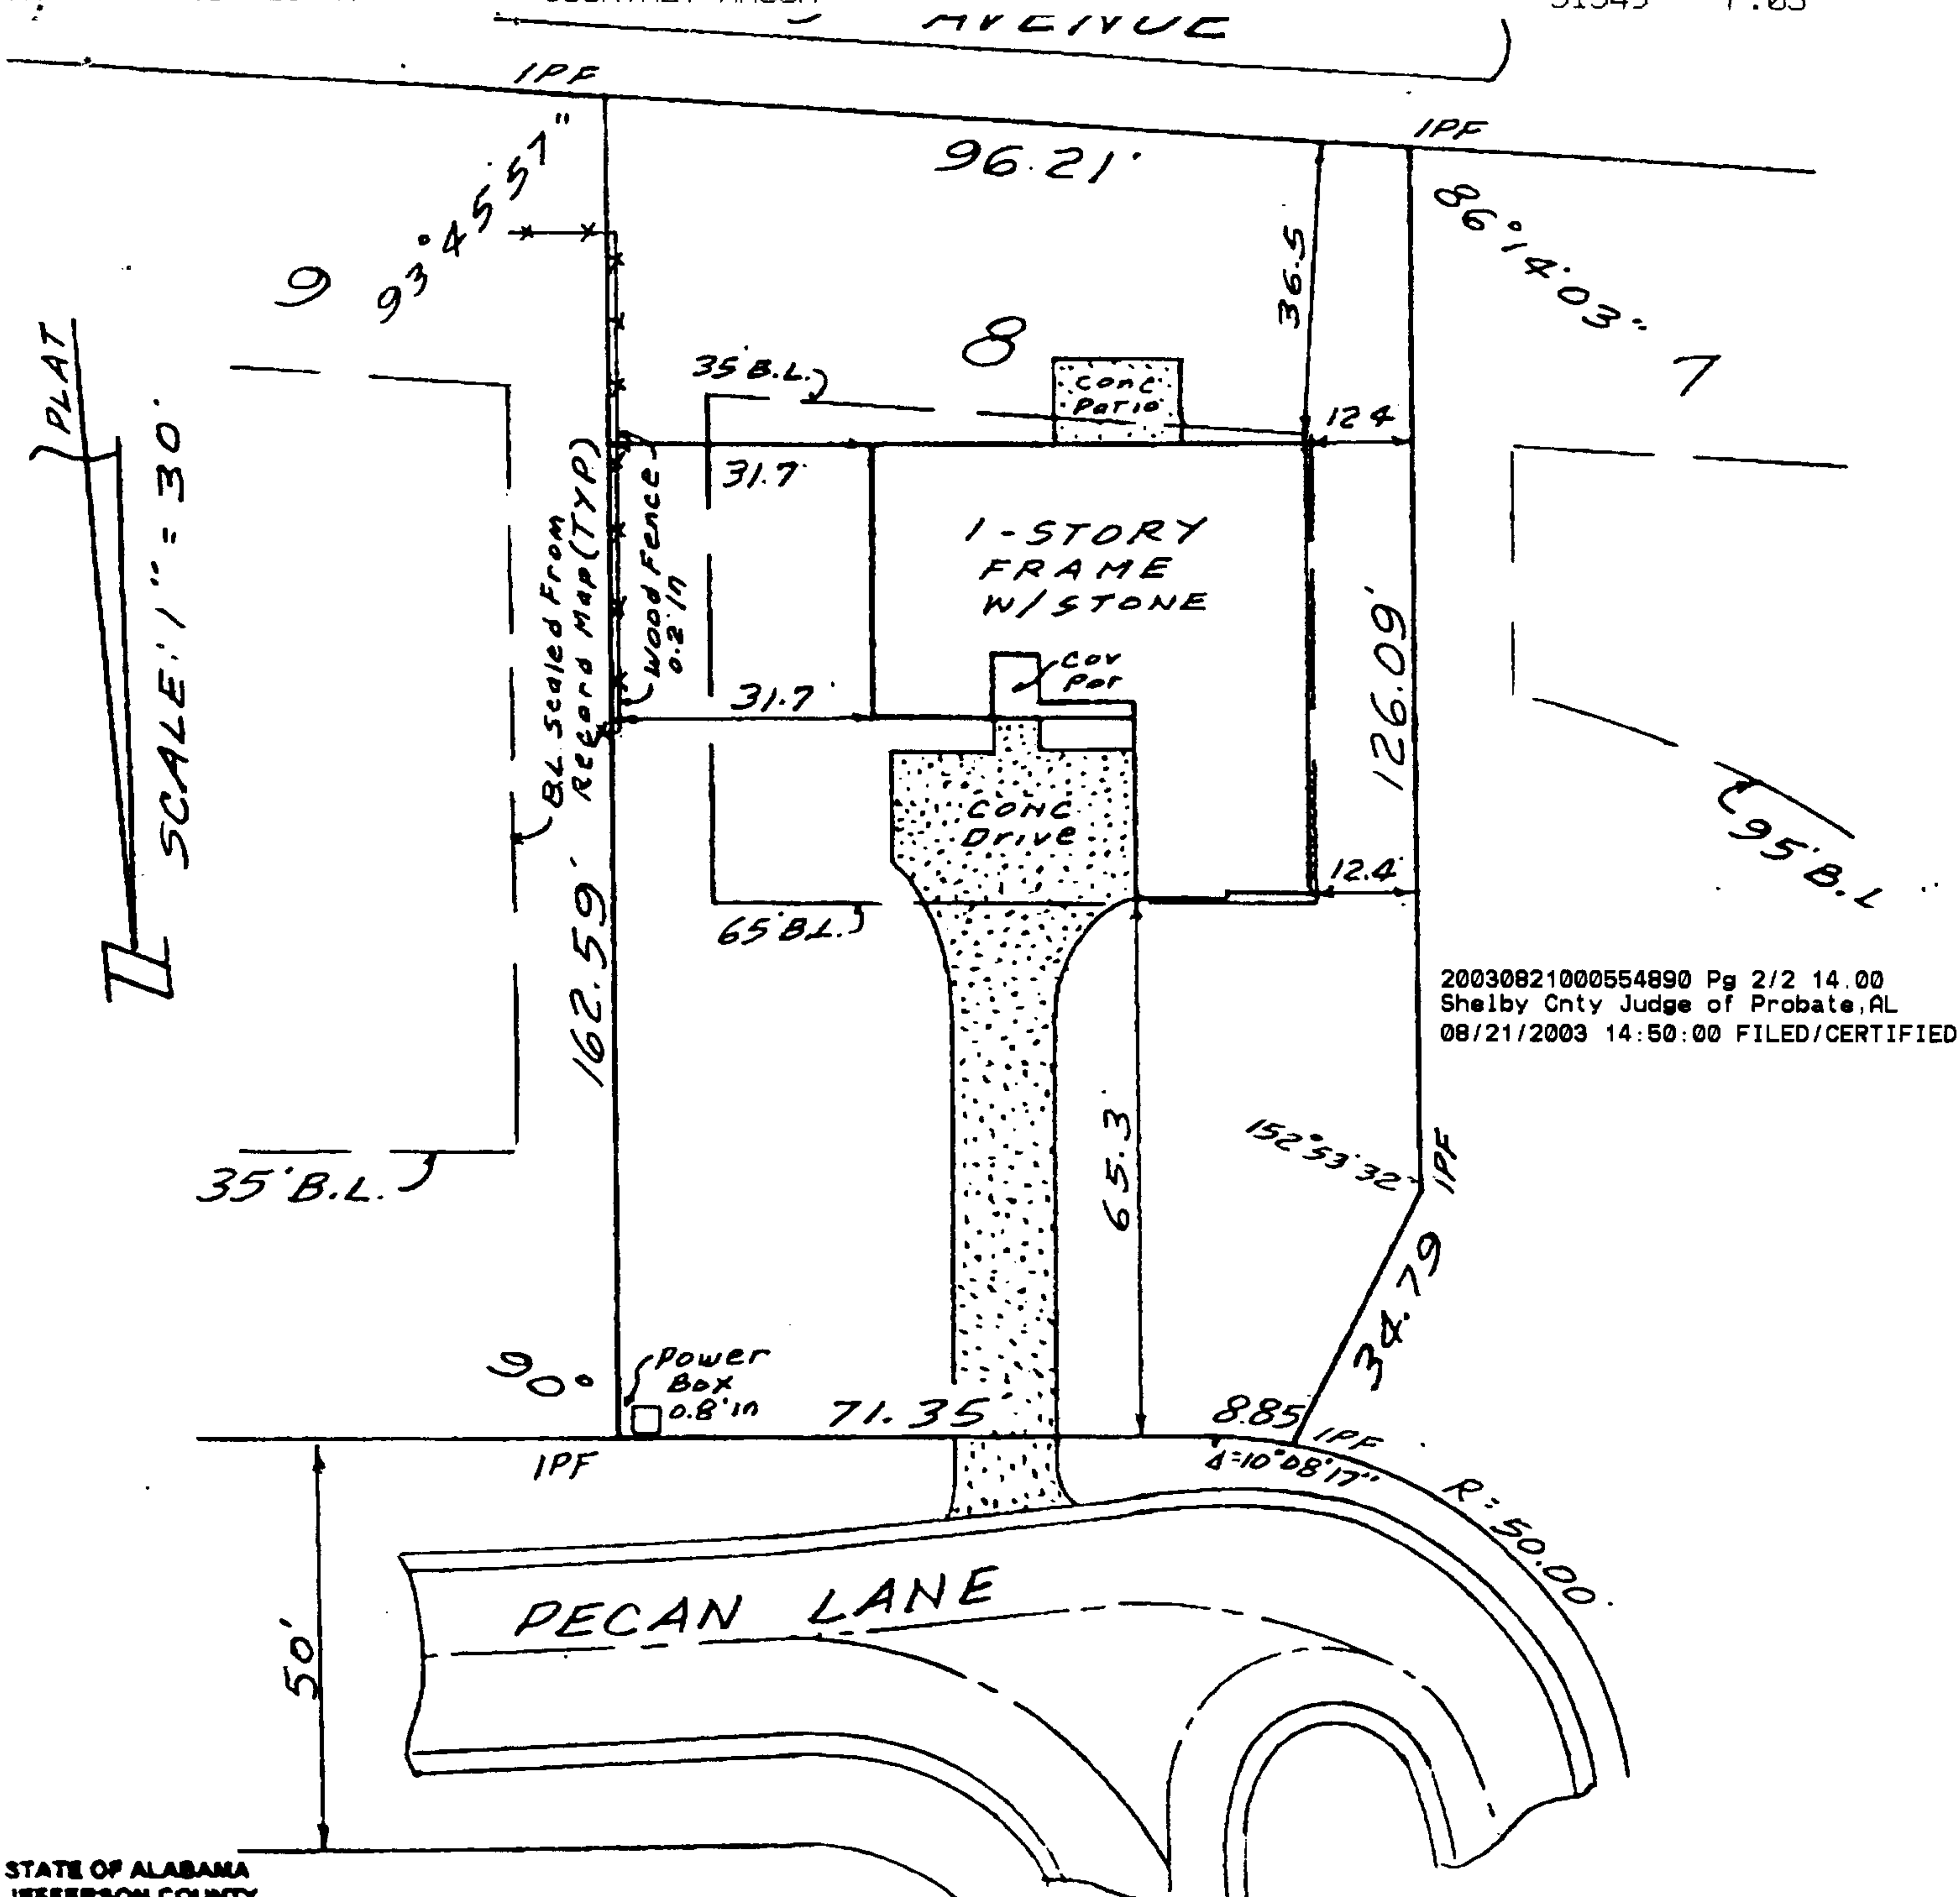 31545 P.03
AVENUE
IPF
IPF
96.21'
93°45'57"
86°14'03"
36.5
9
8
7
PLAT
SCALE: 1" = 30'
35' B.L.
Conc
Patio
12.4
31.7'
B.L. Scaled From
Record Map (TYP.)
Wood Fence
0.2' in
1-STORY
FRAME
W/STONE
Cov
Por
31.7'
126.09'
CONC
Drive
95' B.L.
12.4'
65' B.L.
162.59'
20030821000554890 Pg 2/2 14.00
Shelby Cnty Judge of Probate,AL
08/21/2003 14:50:00 FILED/CERTIFIED
65.3'
152°53'32"
IPF
35' B.L.
34.79
90°
Power
Box
0.8' in
71.35
8.85
IPF
IPF
Δ=10°08'17"
R=50.00'
PECAN LANE
50'
STATE OF ALABAMA
JEFFERSON COUNTY